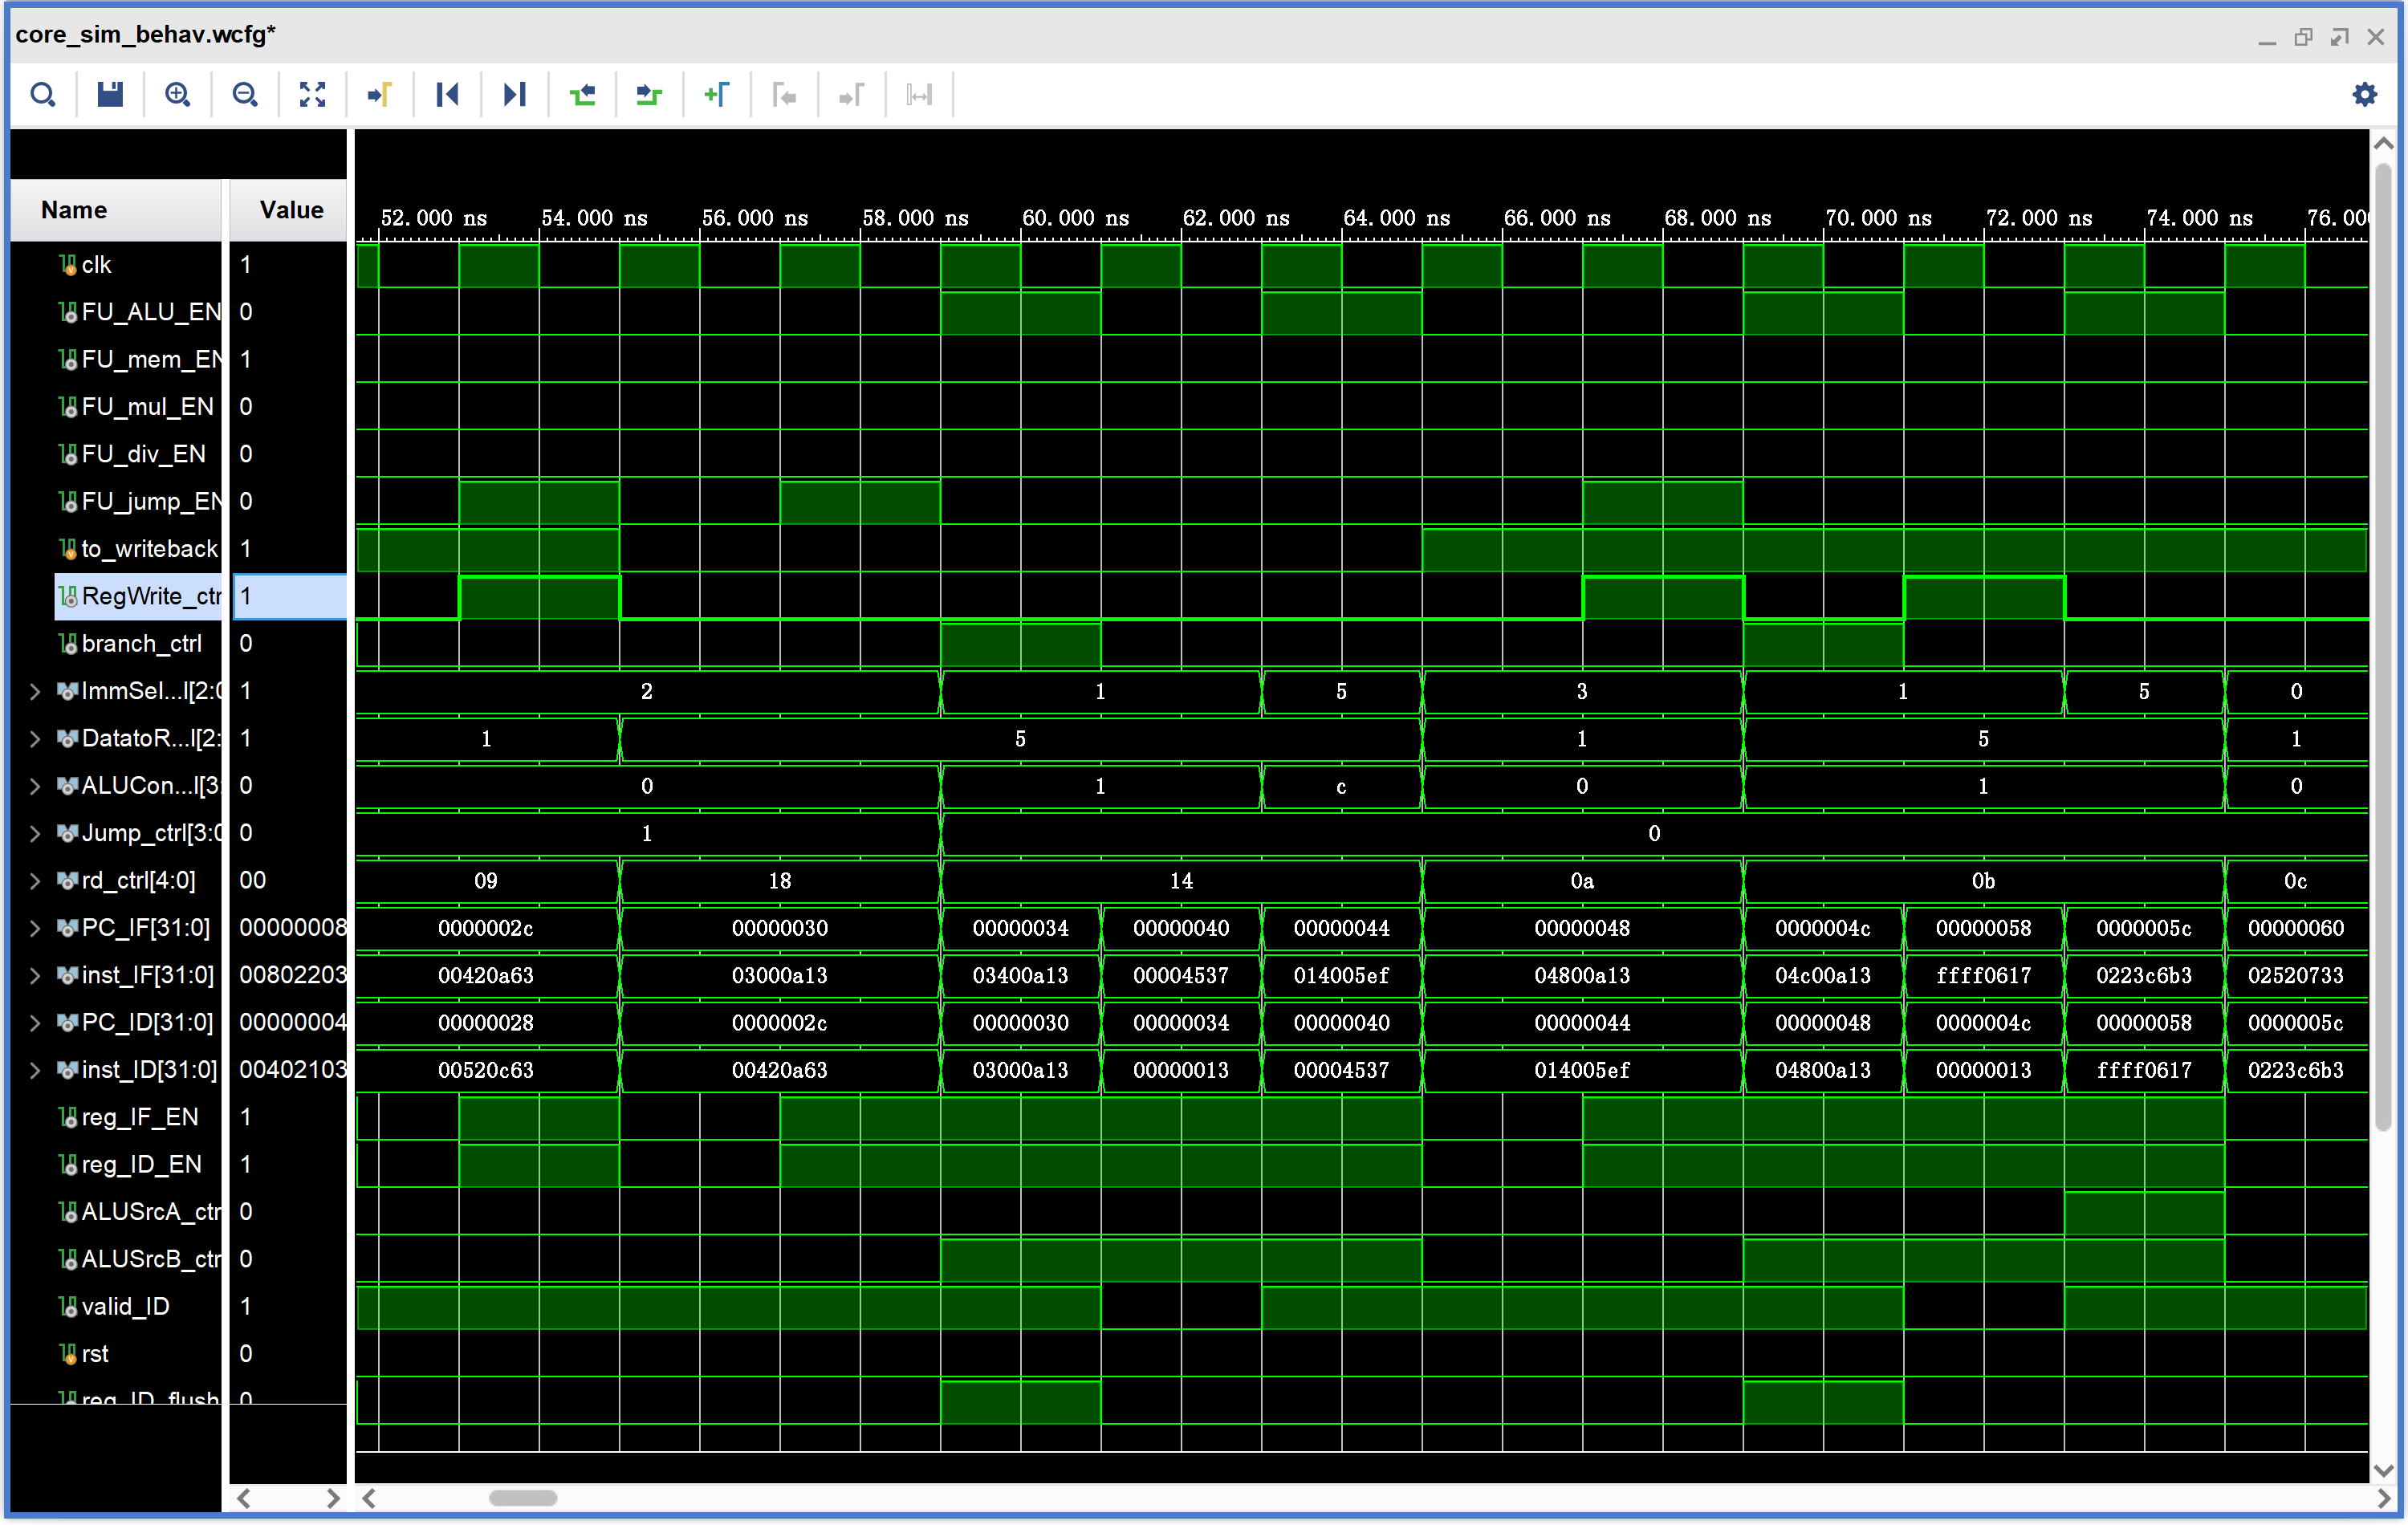 core_sim_behav.wcfg*
Name Value
52.000 ns 54.000 ns 56.000 ns 58.000 ns 60.000 ns 62.000 ns 64.000 ns 66.000 ns 68.000 ns 70.000 ns 72.000 ns 74.000 ns 76.000
clk 1
FU_ALU_EN 0
FU_mem_EN 1
FU_mul_EN 0
FU_div_EN 0
FU_jump_EN 0
to_writeback 1
RegWrite_ctr 1
branch_ctrl 0
ImmSel...l[2:0 1 2 1 5 3 1 5 0
DatatoR...l[2: 1 1 5 1 5 1
ALUCon...l[3: 0 0 1 c 0 1 0
Jump_ctrl[3:0 0 1 0
rd_ctrl[4:0] 00 09 18 14 0a 0b 0c
PC_IF[31:0] 00000008 0000002c 00000030 00000034 00000040 00000044 00000048 0000004c 00000058 0000005c 00000060
inst_IF[31:0] 00802203 00420a63 03000a13 03400a13 00004537 014005ef 04800a13 04c00a13 ffff0617 0223c6b3 02520733
PC_ID[31:0] 00000004 00000028 0000002c 00000030 00000034 00000040 00000044 00000048 0000004c 00000058 0000005c
inst_ID[31:0] 00402103 00520c63 00420a63 03000a13 00000013 00004537 014005ef 04800a13 00000013 ffff0617 0223c6b3
reg_IF_EN 1
reg_ID_EN 1
ALUSrcA_ctr 0
ALUSrcB_ctr 0
valid_ID 1
rst 0
reg_ID_flush 0